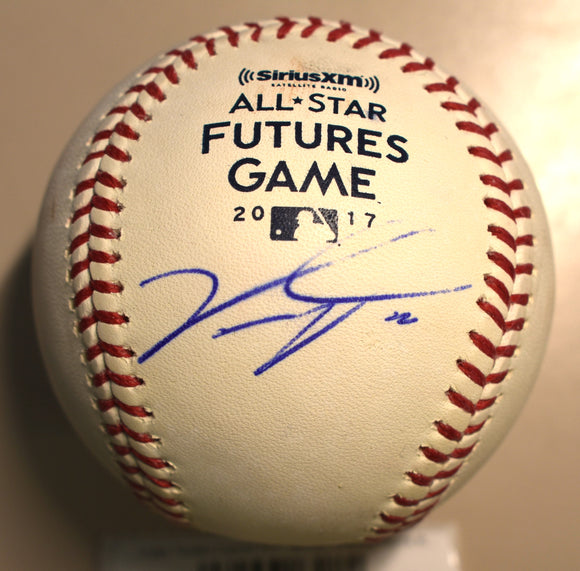 SiriusXM
SATELLITE RADIO
ALL★STAR
FUTURES
GAME
20 17